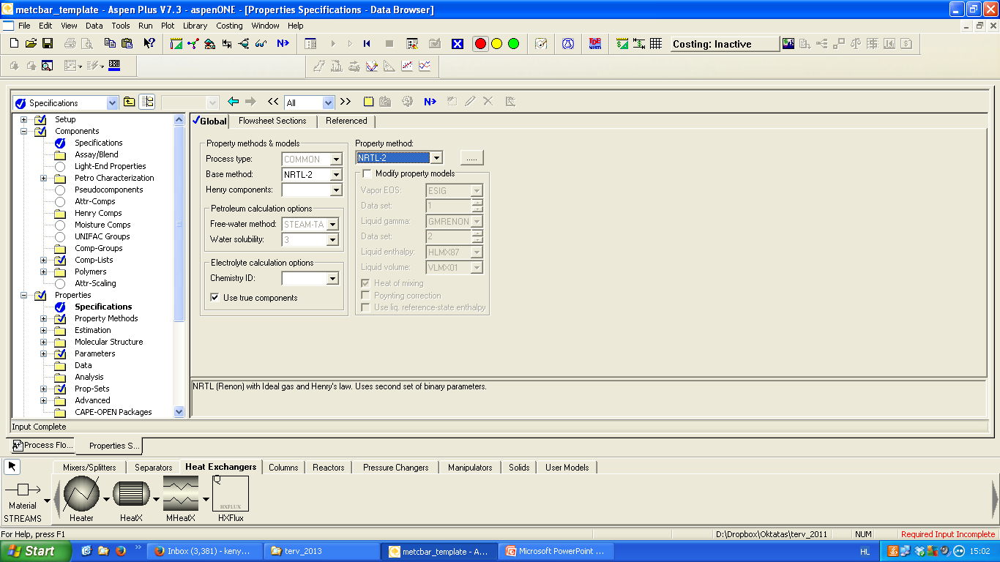 metcbar_template - Aspen Plus V7.3 - aspenONE - [Properties Specifications - Data Browser]
File Edit View Data Tools Run Plot Library Costing Window Help
N>
Costing: Inactive
Specifications
<< All >> N>
Setup
Components
Specifications
Assay/Blend
Light-End Properties
Petro Characterization
Pseudocomponents
Attr-Comps
Henry Comps
Moisture Comps
UNIFAC Groups
Comp-Groups
Comp-Lists
Polymers
Attr-Scaling
Properties
Specifications
Property Methods
Estimation
Molecular Structure
Parameters
Data
Analysis
Prop-Sets
Advanced
CAPE-OPEN Packages
Global Flowsheet Sections Referenced
Property methods & models
Process type: COMMON
Base method: NRTL-2
Henry components:
Petroleum calculation options
Free-water method: STEAM-TA
Water solubility: 3
Electrolyte calculation options
Chemistry ID:
Use true components
Property method:
NRTL-2 .....
Modify property models
Vapor EOS: ESIG
Data set: 1
Liquid gamma: GMRENON
Data set: 2
Liquid enthalpy: HLMX87
Liquid volume: VLMX01
Heat of mixing
Poynting correction
Use liq. reference-state enthalpy
NRTL (Renon) with Ideal gas and Henry's law. Uses second set of binary parameters.
Input Complete
Process Flo... Properties S...
Mixers/Splitters Separators Heat Exchangers Columns Reactors Pressure Changers Manipulators Solids User Models
Material
STREAMS
Heater HeatX MHeatX HXFlux
Q
HXFLUX
For Help, press F1 D:\Dropbox\Oktatas\terv_2011 NUM Required Input Incomplete
Start Inbox (3,381) - keny... terv_2013 metcbar_template - A... Microsoft PowerPoint ... HL 15:02